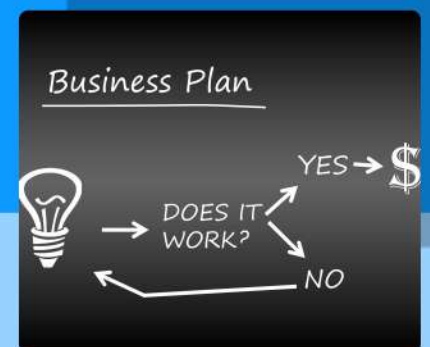 Business Plan
YES
$
DOES IT
WORK?
NO